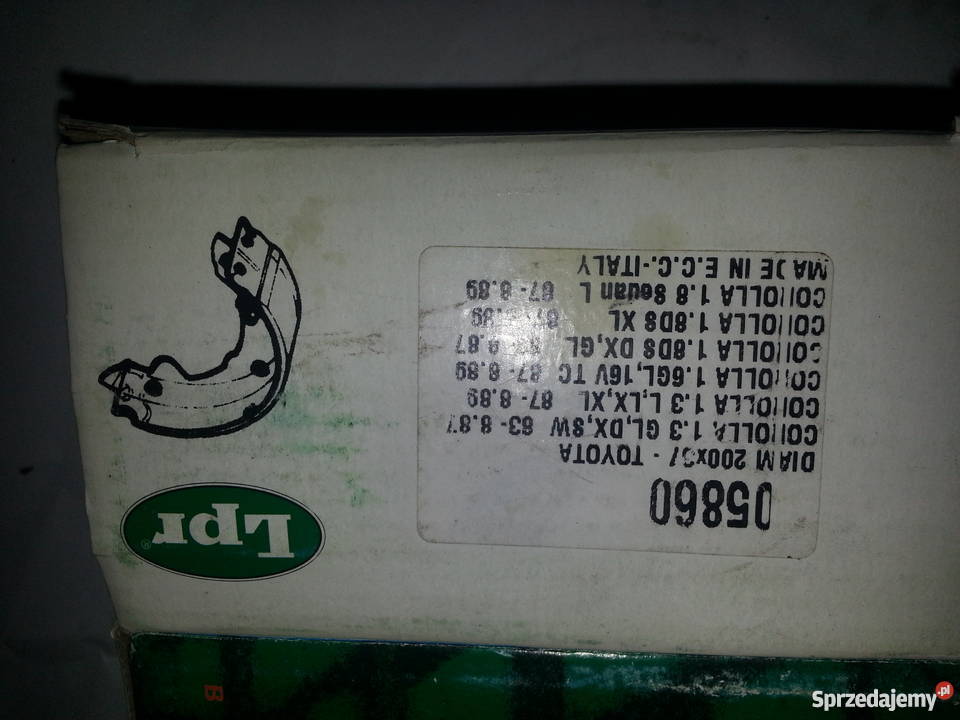 Lpr®
05860
DIAM 200x37 - TOYOTA
COROLLA 1.3 GL,DX,SW 83-8.87
COROLLA 1.3 L,LX,XL 87-8.89
COROLLA 1.6GL,16V TC 87-8.89
COROLLA 1.8DS DX,GL
COROLLA 1.8DS XL
COROLLA 1.8 Sedan L 87-8.89
MADE IN E.C.C.-ITALY
B
Sprzedajemy.pl